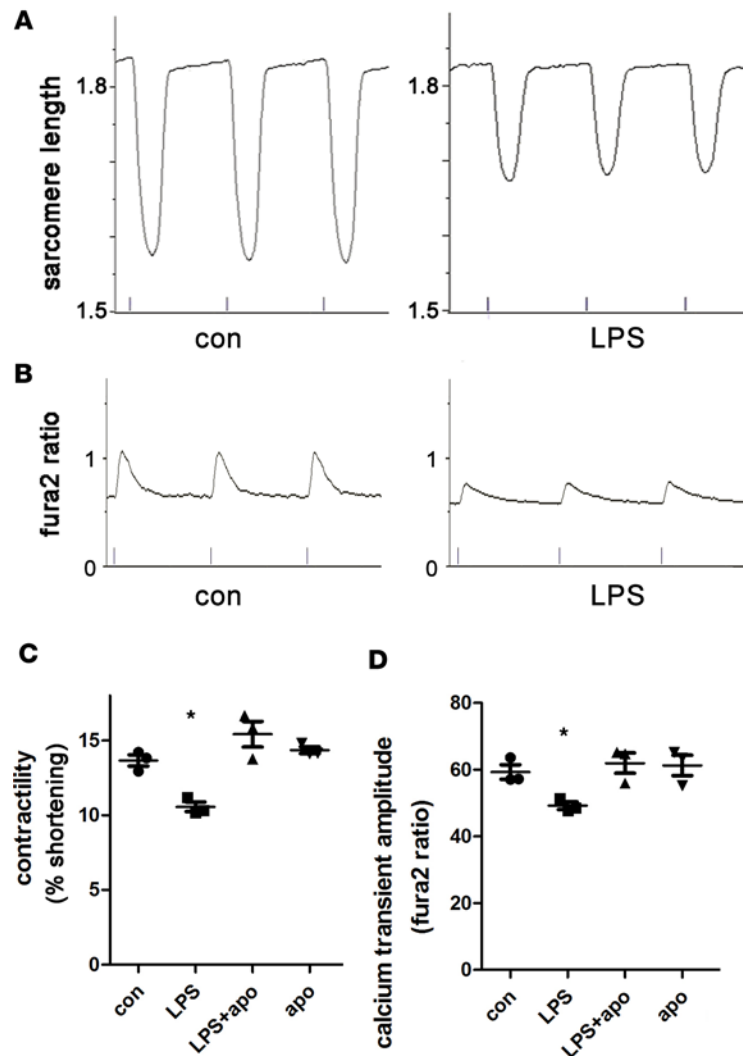 A
sarcomere length
1.8
1.5
con
1.8
1.5
LPS
B
fura2 ratio
1
0
con
1
0
LPS
C
contractility
(% shortening)
15
10
5
0
*
con
LPS
LPS+apo
apo
D
calcium transient amplitude
(fura2 ratio)
80
60
40
20
0
*
con
LPS
LPS+apo
apo